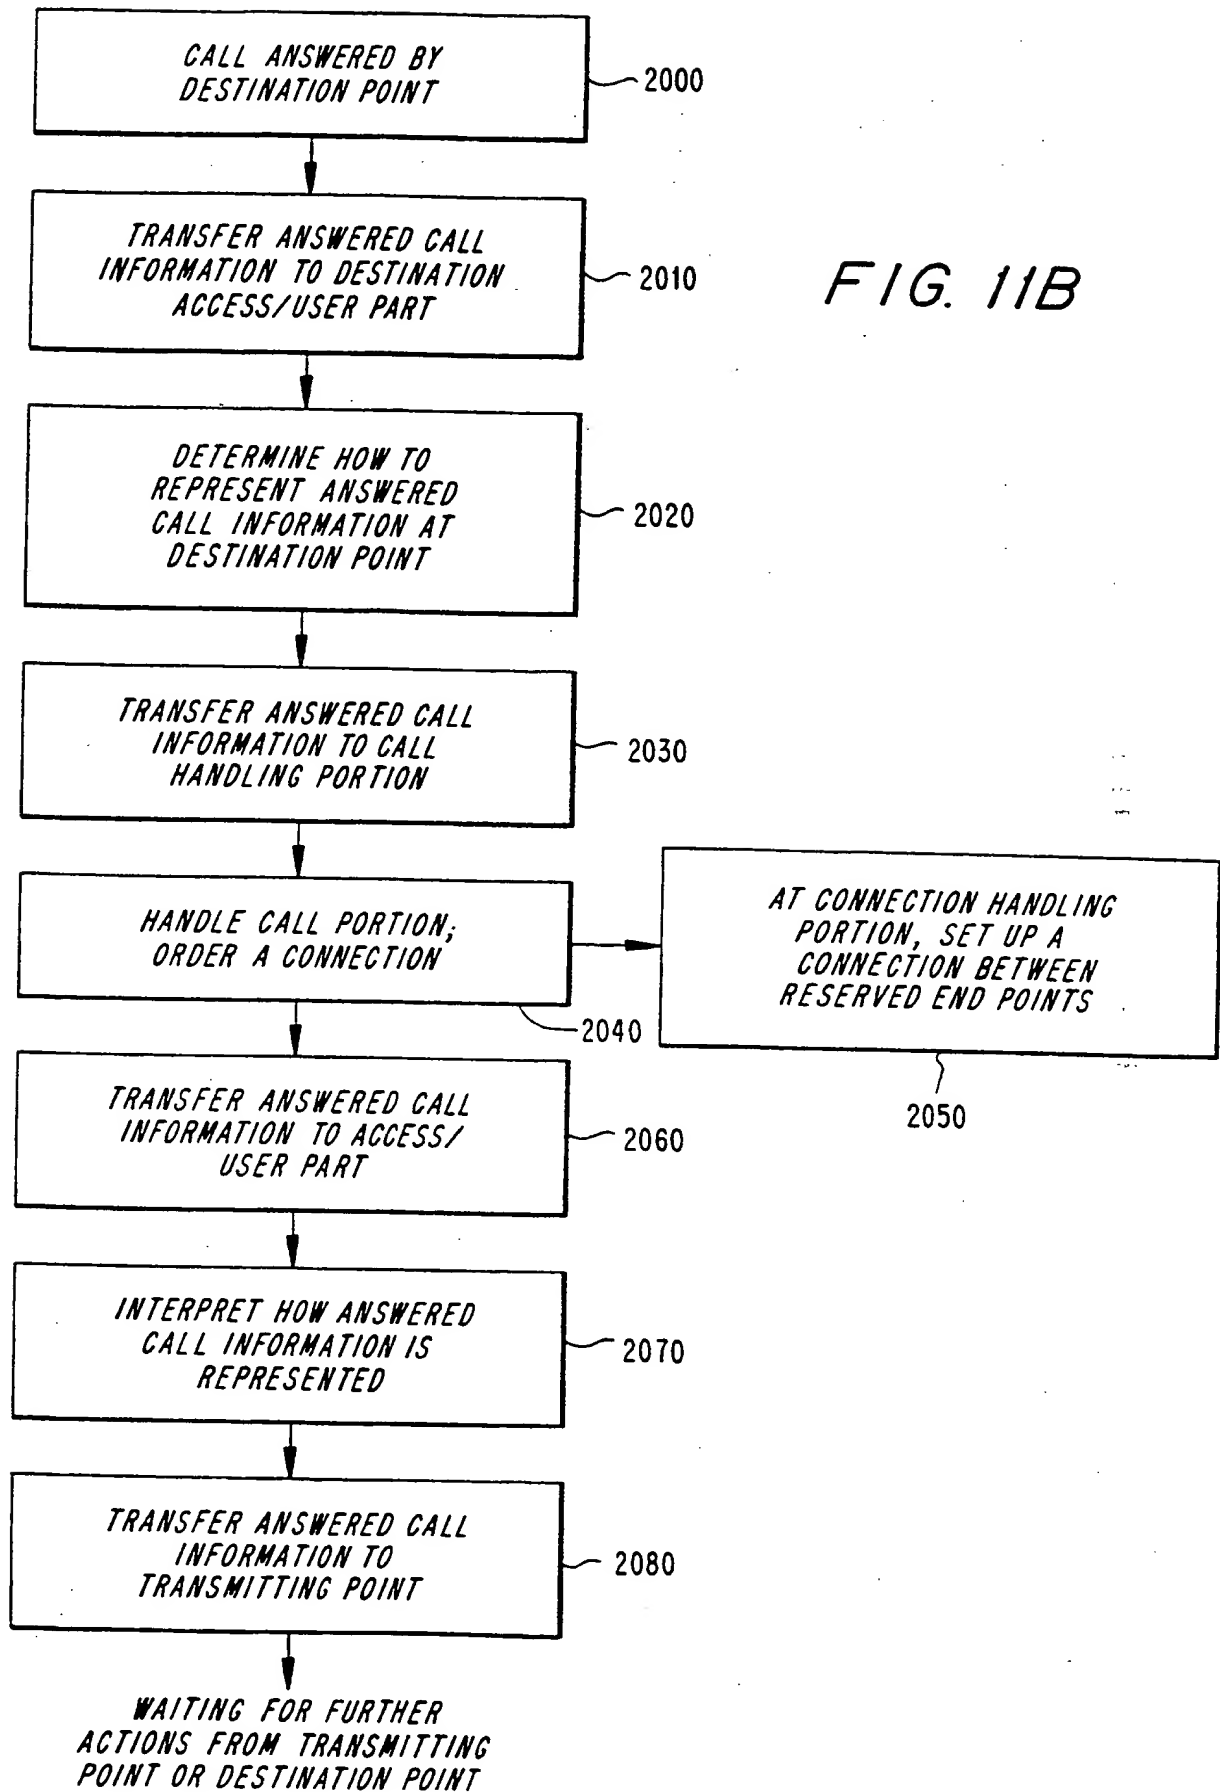 CALL ANSWERED BY
DESTINATION POINT
2000
TRANSFER ANSWERED CALL
INFORMATION TO DESTINATION
ACCESS/USER PART
2010
FIG. 11B
DETERMINE HOW TO
REPRESENT ANSWERED
CALL INFORMATION AT
DESTINATION POINT
2020
TRANSFER ANSWERED CALL
INFORMATION TO CALL
HANDLING PORTION
2030
HANDLE CALL PORTION;
ORDER A CONNECTION
2040
AT CONNECTION HANDLING
PORTION, SET UP A
CONNECTION BETWEEN
RESERVED END POINTS
2050
TRANSFER ANSWERED CALL
INFORMATION TO ACCESS/
USER PART
2060
INTERPRET HOW ANSWERED
CALL INFORMATION IS
REPRESENTED
2070
TRANSFER ANSWERED CALL
INFORMATION TO
TRANSMITTING POINT
2080
WAITING FOR FURTHER
ACTIONS FROM TRANSMITTING
POINT OR DESTINATION POINT